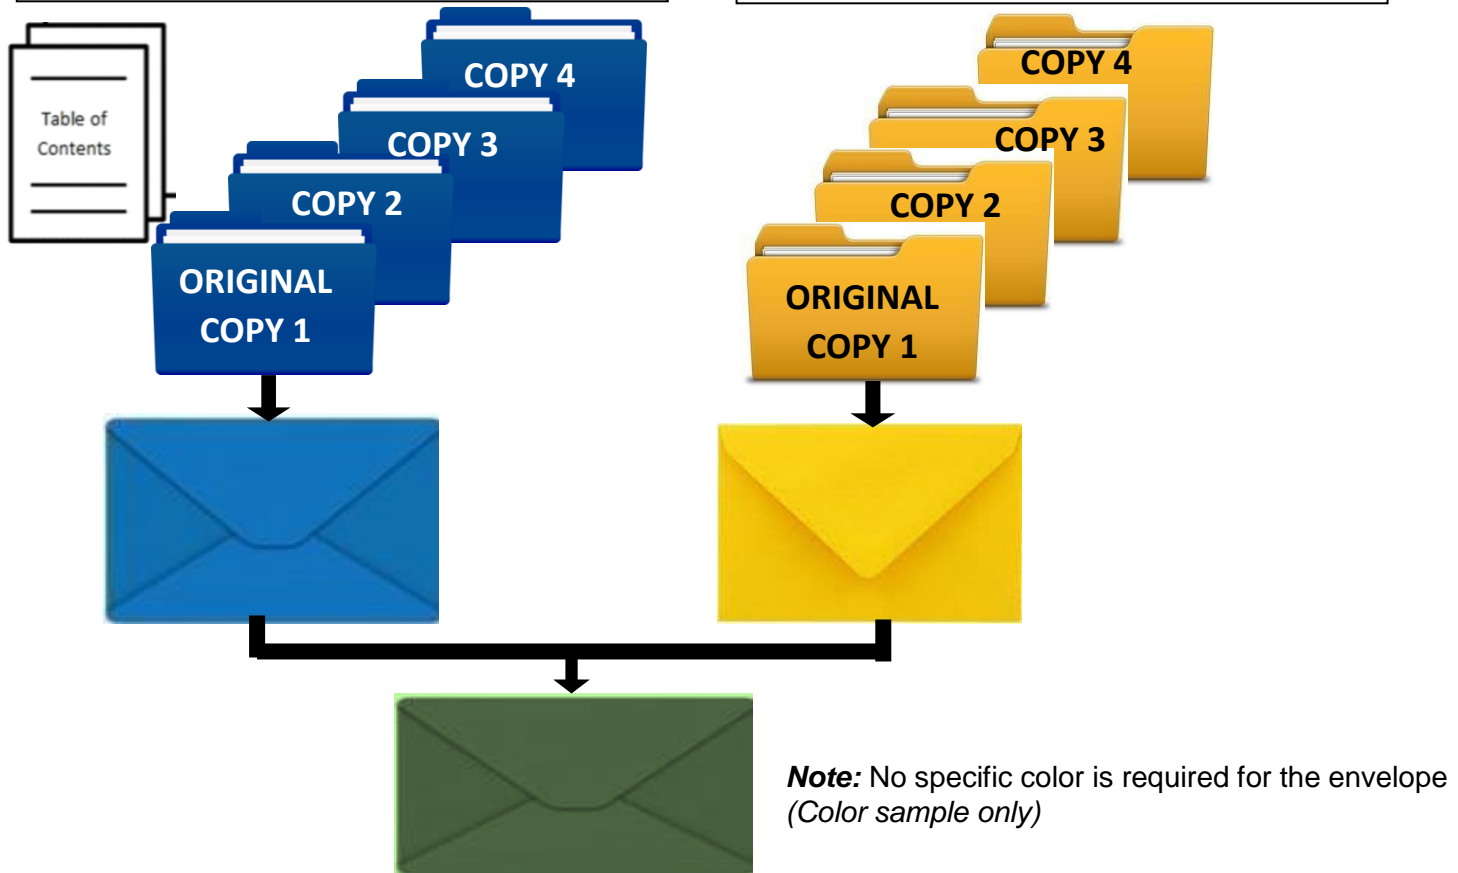 Table of
Contents
COPY 4
COPY 3
COPY 2
ORIGINAL
COPY 1
COPY 4
COPY 3
COPY 2
ORIGINAL
COPY 1
Note: No specific color is required for the envelope
(Color sample only)